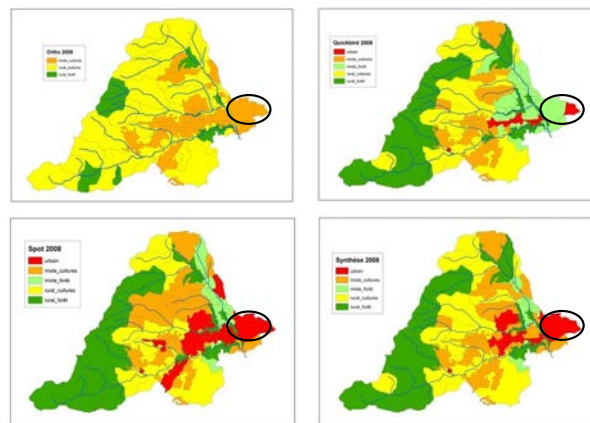 Ortho 2008
mixte_cultures
rural_cultures
rural_forêt
Quickbird 2008
urbain
mixte_cultures
mixte_forêt
rural_cultures
rural_forêt
Spot 2008
urbain
mixte_cultures
mixte_forêt
rural_cultures
rural_forêt
Synthèse 2008
urbain
mixte_cultures
mixte_forêt
rural_cultures
rural_forêt